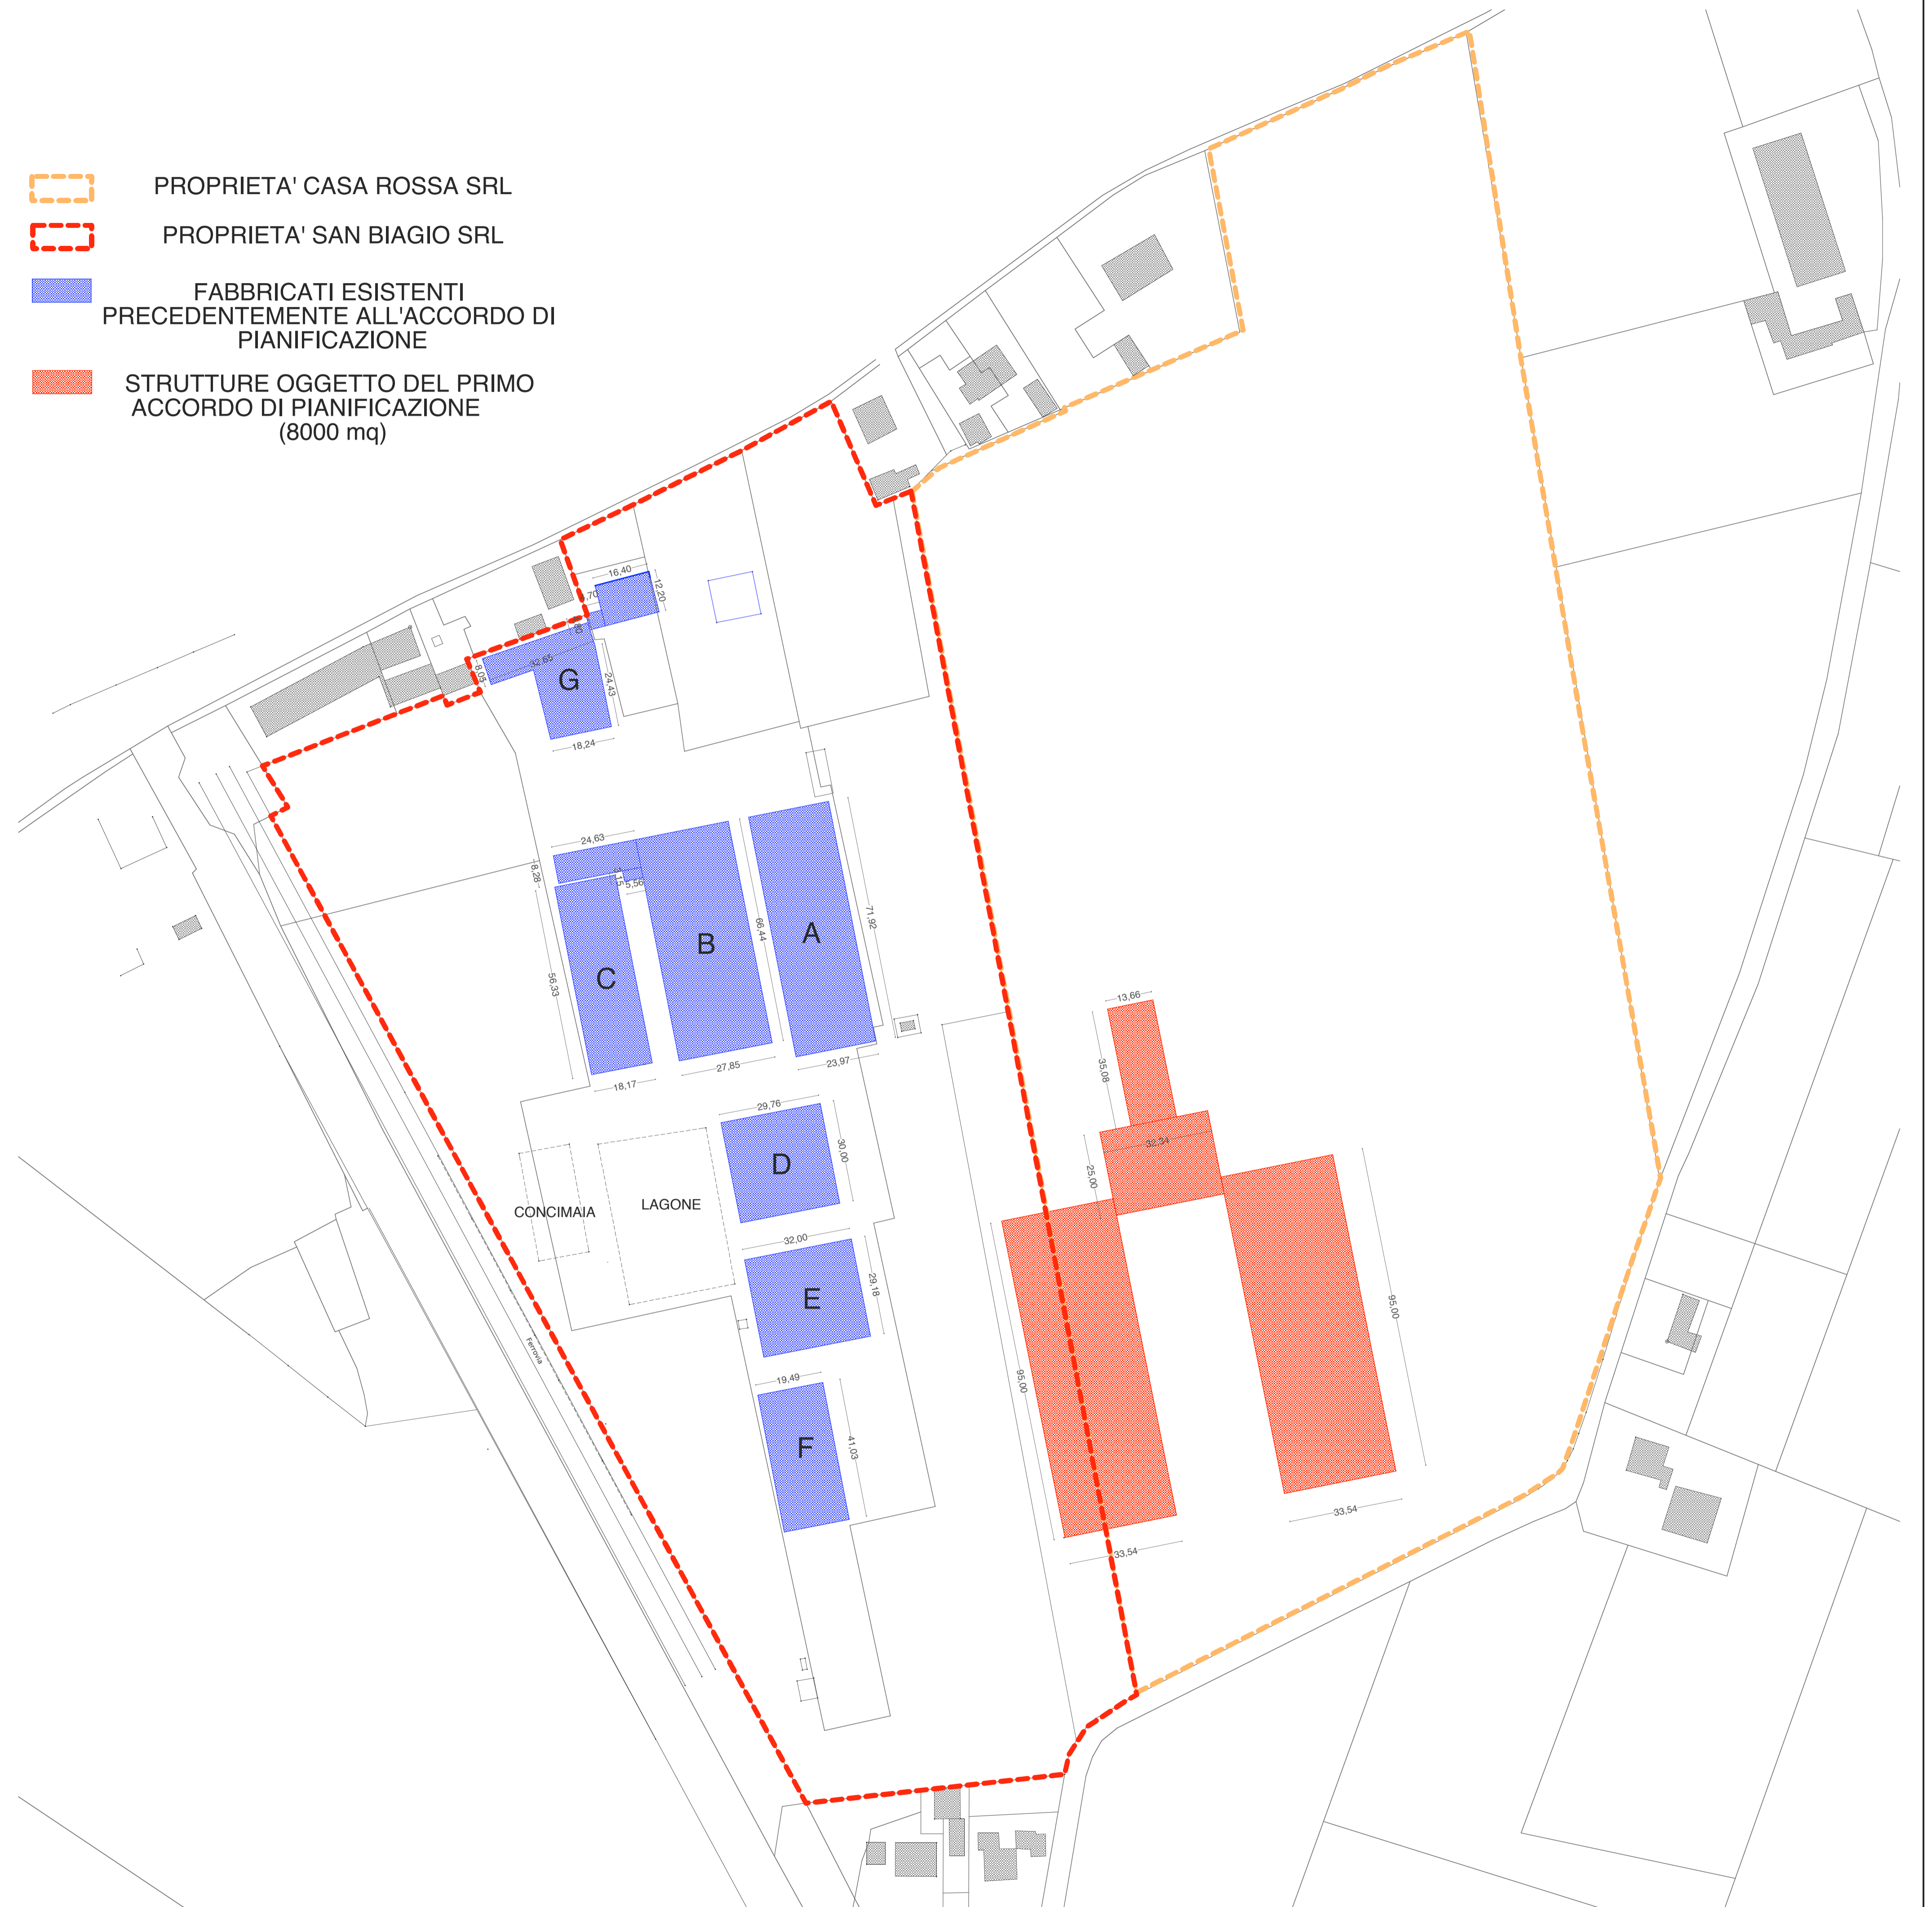 PROPRIETA' CASA ROSSA SRL
PROPRIETA' SAN BIAGIO SRL
FABBRICATI ESISTENTI
PRECEDENTEMENTE ALL'ACCORDO DI
PIANIFICAZIONE
STRUTTURE OGGETTO DEL PRIMO
ACCORDO DI PIANIFICAZIONE
(8000 mq)
16,40
12,20
32,65
8,05
G
24,43
18,24
24,63
8,28
5,56
66,44
71,92
A
B
C
56,33
18,17
27,85
23,97
13,66
35,08
29,76
30,00
D
32,34
25,00
CONCIMAIA
LAGONE
32,00
29,18
E
Ferrovia
19,49
41,03
F
95,00
95,00
33,54
33,54